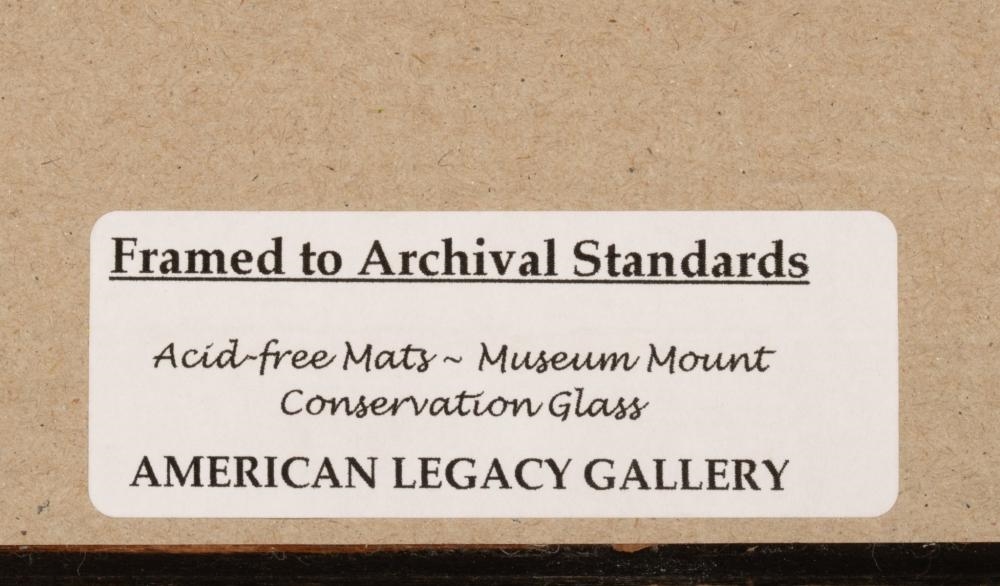 Framed to Archival Standards
Acid-free Mats ~ Museum Mount
Conservation Glass
AMERICAN LEGACY GALLERY